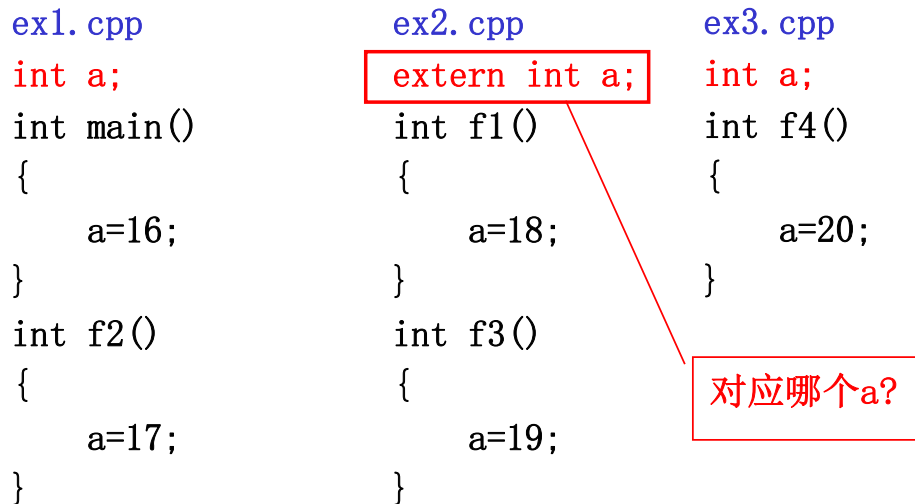 ex1.cpp
int a;
int main()
{
a=16;
}
int f2()
{
a=17;
}
ex2.cpp
extern int a;
int f1()
{
a=18;
}
int f3()
{
a=19;
}
ex3.cpp
int a;
int f4()
{
a=20;
}
对应哪个a?